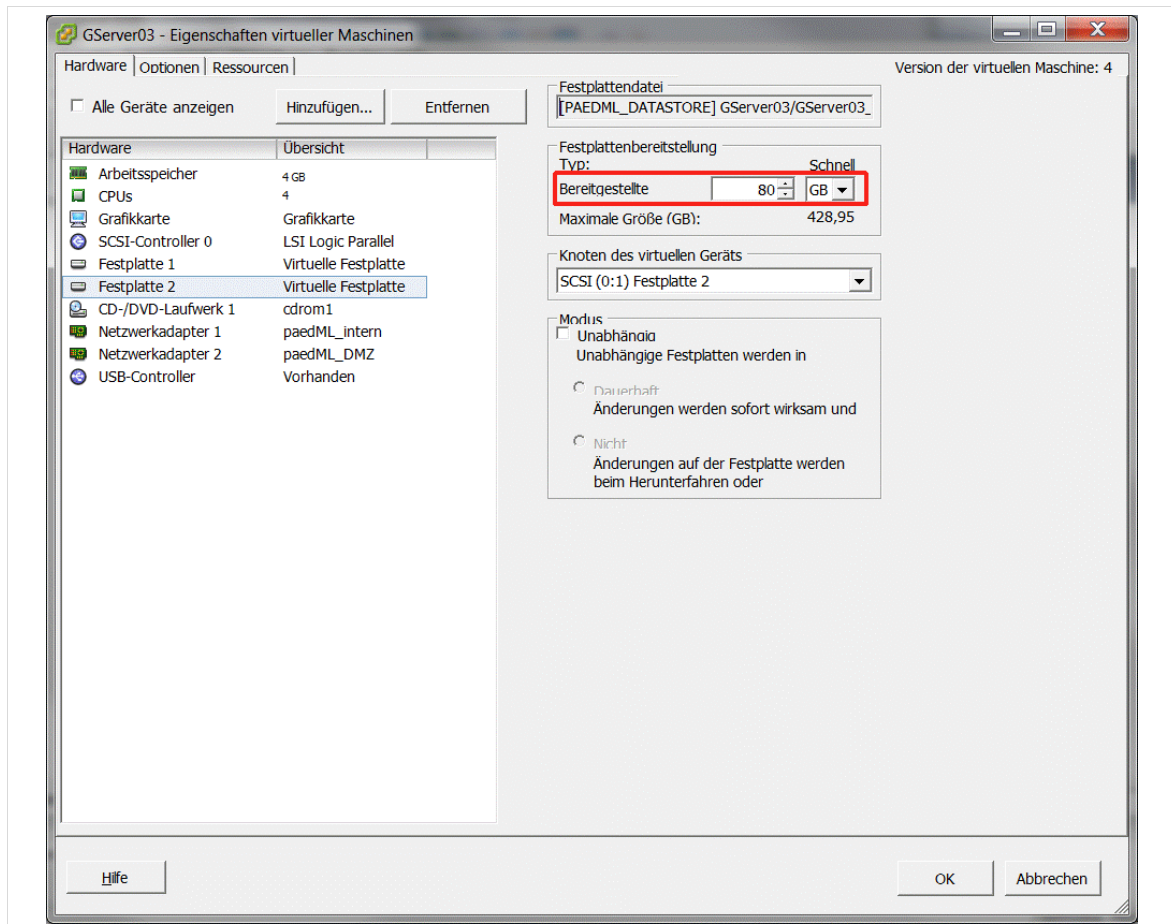 GServer03 - Eigenschaften virtueller Maschinen
Hardware Optionen Ressourcen Version der virtuellen Maschine: 4
Alle Geräte anzeigen Hinzufügen... Entfernen
Hardware Übersicht
Arbeitsspeicher 4 GB
CPUs 4
Grafikkarte Grafikkarte
SCSI-Controller 0 LSI Logic Parallel
Festplatte 1 Virtuelle Festplatte
Festplatte 2 Virtuelle Festplatte
CD-/DVD-Laufwerk 1 cdrom1
Netzwerkadapter 1 paedML_intern
Netzwerkadapter 2 paedML_DMZ
USB-Controller Vorhanden
Festplattendatei
[PAEDML_DATASTORE] GServer03/GServer03_
Festplattenbereitstellung
Typ: Schnell
Bereitgestellte 80 GB
Maximale Größe (GB): 428,95
Knoten des virtuellen Geräts
SCSI (0:1) Festplatte 2
Modus
Unabhängig
Unabhängige Festplatten werden in
Dauerhaft
Änderungen werden sofort wirksam und
Nicht
Änderungen auf der Festplatte werden
beim Herunterfahren oder
Hilfe OK Abbrechen